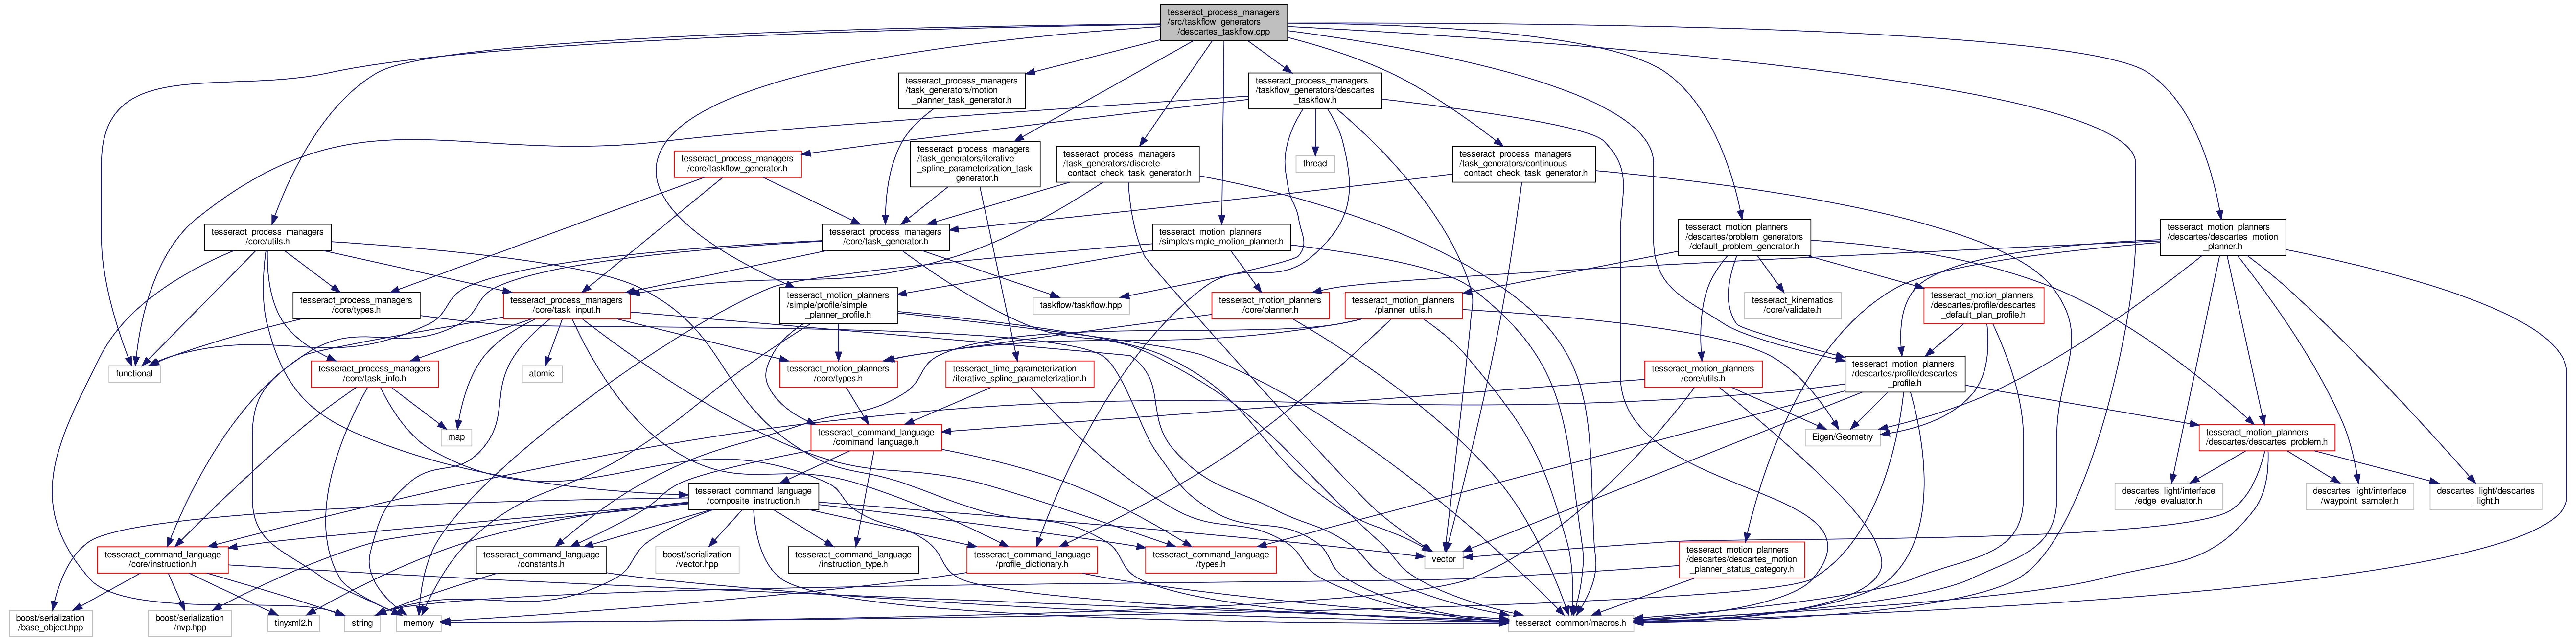 tesseract_process_managers
/src/taskflow_generators
/descartes_taskflow.cpp
tesseract_process_managers
/task_generators/motion
_planner_task_generator.h
tesseract_process_managers
/taskflow_generators/descartes
_taskflow.h
tesseract_process_managers
/core/taskflow_generator.h
tesseract_process_managers
/task_generators/iterative
_spline_parameterization_task
_generator.h
tesseract_process_managers
/task_generators/discrete
_contact_check_task_generator.h
thread
tesseract_process_managers
/task_generators/continuous
_contact_check_task_generator.h
tesseract_process_managers
/core/utils.h
tesseract_process_managers
/core/task_generator.h
tesseract_motion_planners
/simple/simple_motion_planner.h
tesseract_motion_planners
/descartes/problem_generators
/default_problem_generator.h
tesseract_motion_planners
/descartes/descartes_motion
_planner.h
tesseract_process_managers
/core/types.h
tesseract_process_managers
/core/task_input.h
tesseract_motion_planners
/simple/profile/simple
_planner_profile.h
taskflow/taskflow.hpp
tesseract_motion_planners
/core/planner.h
tesseract_motion_planners
/planner_utils.h
tesseract_kinematics
/core/validate.h
tesseract_motion_planners
/descartes/profile/descartes
_default_plan_profile.h
functional
tesseract_process_managers
/core/task_info.h
atomic
tesseract_motion_planners
/core/types.h
tesseract_time_parameterization
/iterative_spline_parameterization.h
tesseract_motion_planners
/core/utils.h
tesseract_motion_planners
/descartes/profile/descartes
_profile.h
map
tesseract_command_language
/command_language.h
Eigen/Geometry
tesseract_motion_planners
/descartes/descartes_problem.h
tesseract_command_language
/composite_instruction.h
descartes_light/interface
/edge_evaluator.h
descartes_light/interface
/waypoint_sampler.h
descartes_light/descartes
_light.h
tesseract_command_language
/core/instruction.h
tesseract_command_language
/constants.h
boost/serialization
/vector.hpp
tesseract_command_language
/instruction_type.h
tesseract_command_language
/profile_dictionary.h
tesseract_command_language
/types.h
vector
tesseract_motion_planners
/descartes/descartes_motion
_planner_status_category.h
boost/serialization
/base_object.hpp
boost/serialization
/nvp.hpp
tinyxml2.h
string
memory
tesseract_common/macros.h